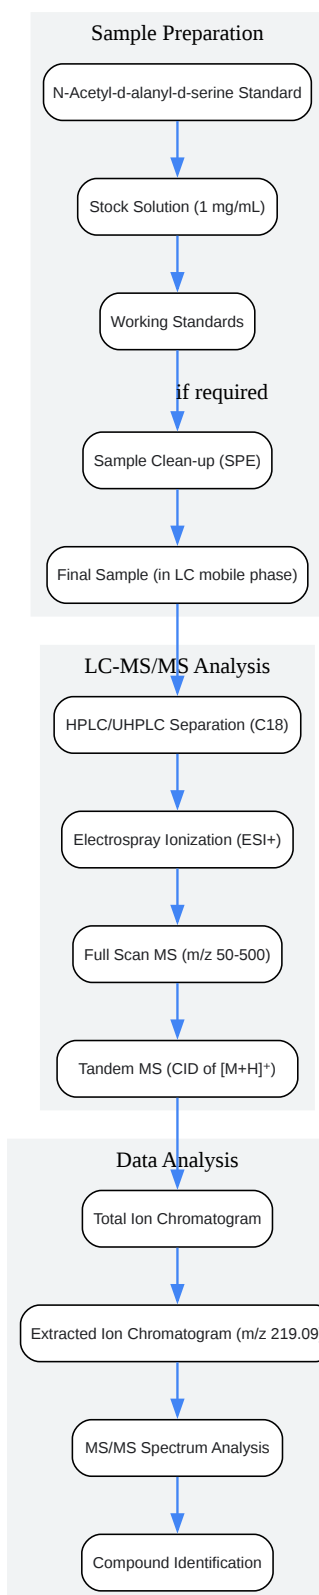 Sample Preparation
N-Acetyl-d-alanyl-d-serine Standard
Stock Solution (1 mg/mL)
Working Standards
if required
Sample Clean-up (SPE)
Final Sample (in LC mobile phase)
LC-MS/MS Analysis
HPLC/UHPLC Separation (C18)
Electrospray Ionization (ESI+)
Full Scan MS (m/z 50-500)
Tandem MS (CID of [M+H]⁺)
Data Analysis
Total Ion Chromatogram
Extracted Ion Chromatogram (m/z 219.09
MS/MS Spectrum Analysis
Compound Identification